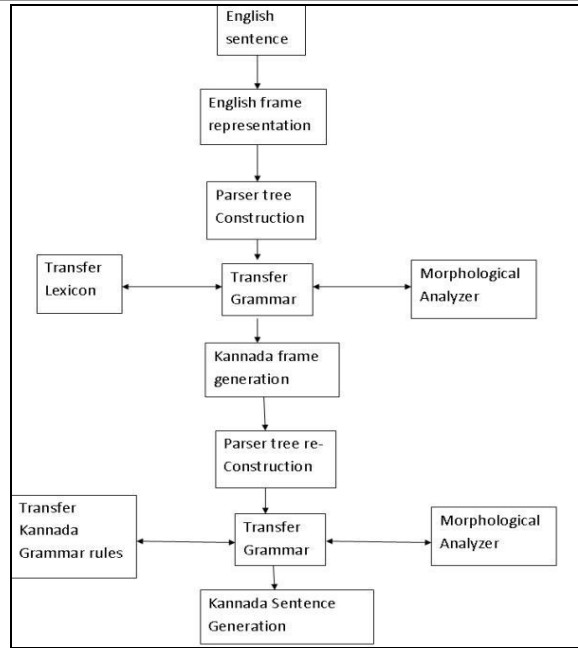 English
sentence
English frame
representation
Parser tree
Construction
Transfer
Lexicon
Transfer
Grammar
Morphological
Analyzer
Kannada frame
generation
Parser tree re-
Construction
Transfer
Kannada
Grammar rules
Transfer
Grammar
Morphological
Analyzer
Kannada Sentence
Generation